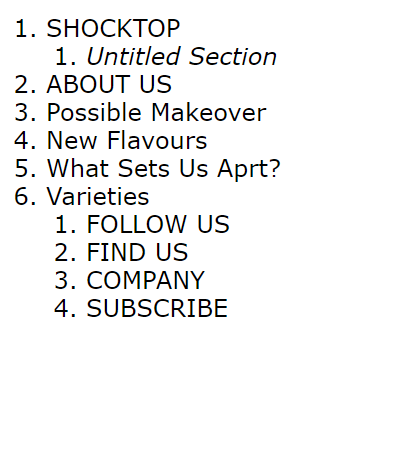 1. SHOCKTOP
1. Untitled Section
2. ABOUT US
3. Possible Makeover
4. New Flavours
5. What Sets Us Aprt?
6. Varieties
1. FOLLOW US
2. FIND US
3. COMPANY
4. SUBSCRIBE